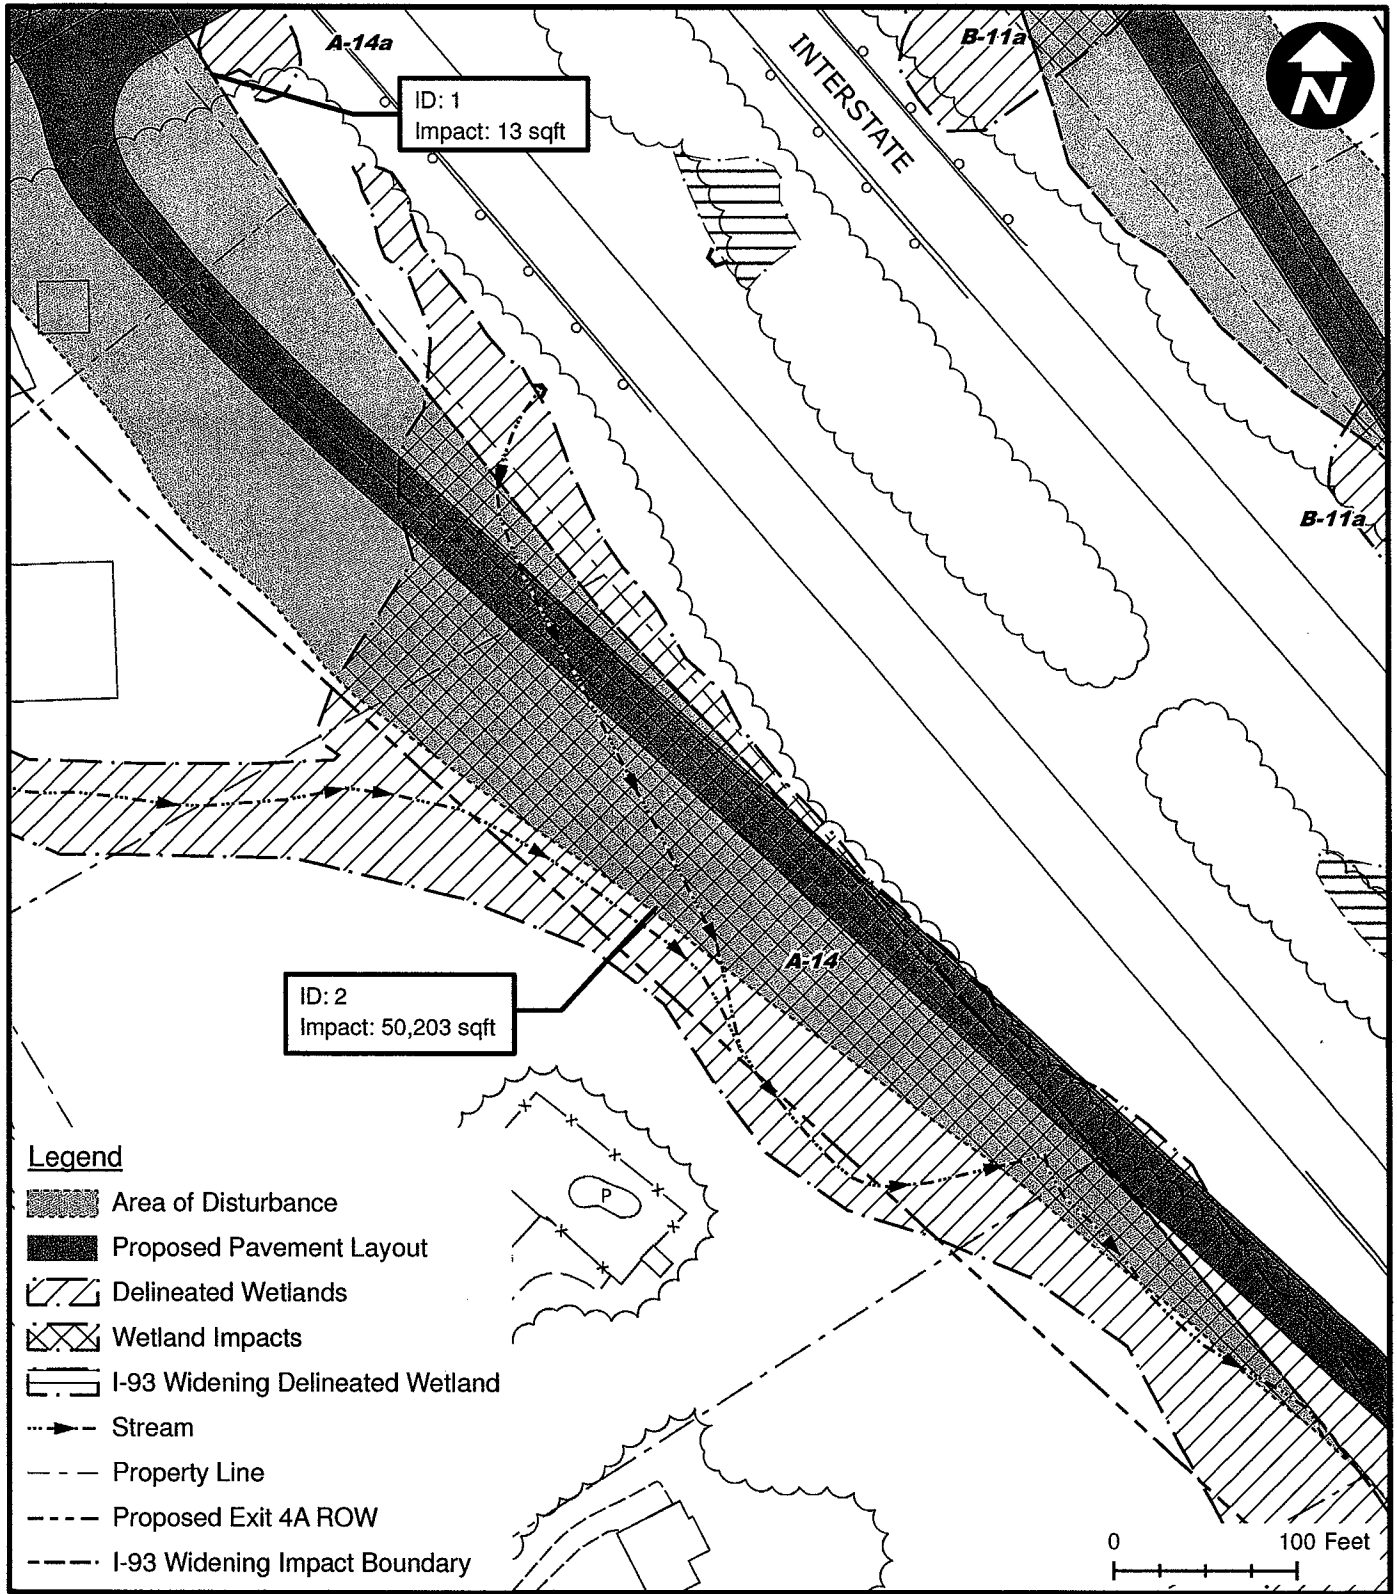 A-14a
B-11a
N
ID: 1
Impact: 13 sqft
INTERSTATE
B-11a
A-14
ID: 2
Impact: 50,203 sqft
P
Legend
Area of Disturbance
Proposed Pavement Layout
Delineated Wetlands
Wetland Impacts
I-93 Widening Delineated Wetland
Stream
Property Line
Proposed Exit 4A ROW
I-93 Widening Impact Boundary
0 100 Feet